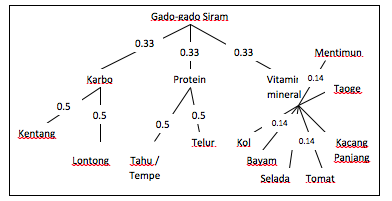 Gado-gado Siram
0.33
0.33
0.33
Mentimun
Karbo
Protein
Vitamin
mineral
0.14
Taoge
0.5
0.5
0.5
0.5
0.14
0.14
Kentang
Lontong
Tahu
Tempe
Telur
Kol
Bayam
Selada
Tomat
Kacang
Panjang